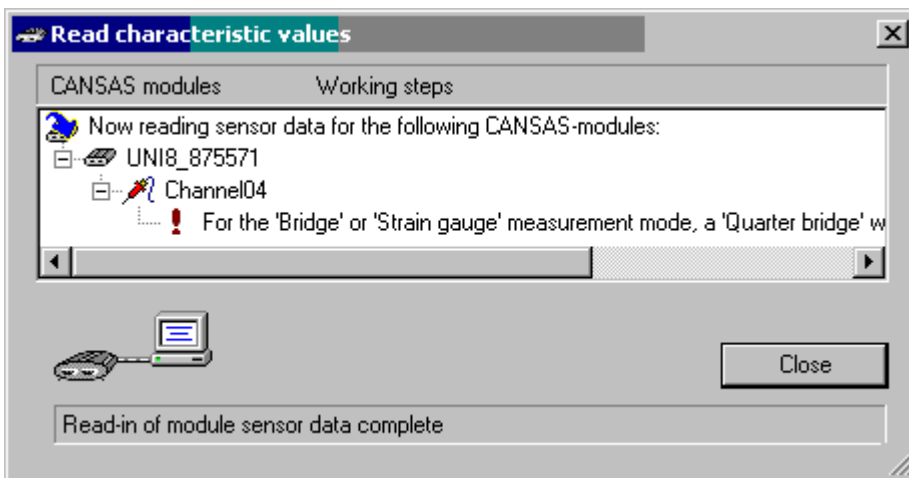 Read characteristic values
CANSAS modules Working steps
Now reading sensor data for the following CANSAS-modules:
UNI8_875571
Channel04
For the 'Bridge' or 'Strain gauge' measurement mode, a 'Quarter bridge' w
Close
Read-in of module sensor data complete